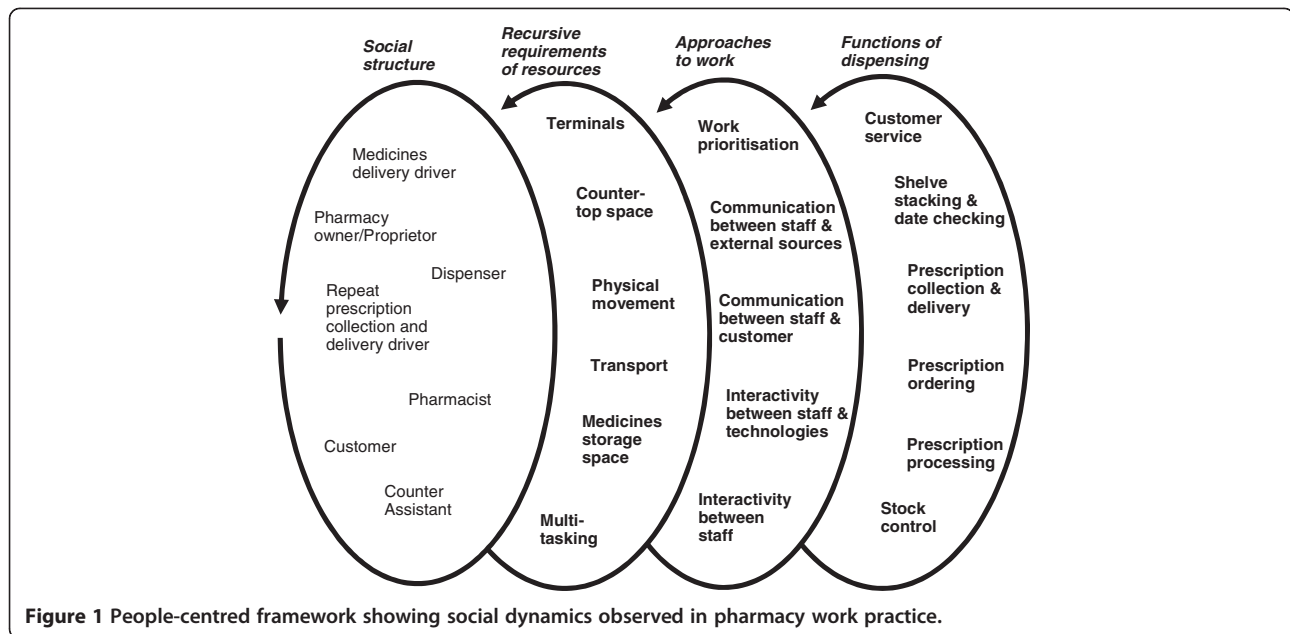 Social
structure
Recursive
requirements
of resources
Approaches
to work
Functions of
dispensing
Medicines
delivery driver
Pharmacy
owner/Proprietor
Dispenser
Repeat
prescription
collection and
delivery driver
Pharmacist
Customer
Counter
Assistant
Terminals
Counter-
top space
Physical
movement
Transport
Medicines
storage
space
Multi-
tasking
Work
prioritisation
Communication
between staff &
external sources
Communication
between staff &
customer
Interactivity
between staff &
technologies
Interactivity
between
staff
Customer
service
Shelve
stacking &
date checking
Prescription
collection &
delivery
Prescription
ordering
Prescription
processing
Stock
control
Figure 1 People-centred framework showing social dynamics observed in pharmacy work practice.